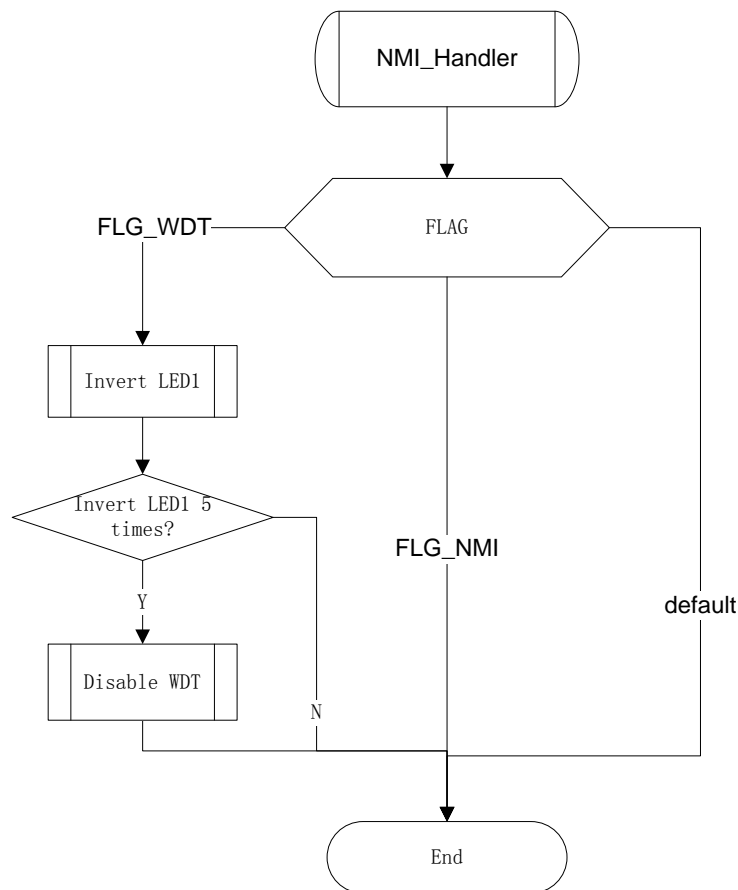 NMI_Handler
FLAG
FLG_WDT
Invert LED1
Invert LED1 5
times?
FLG_NMI
Y
default
Disable WDT
N
End